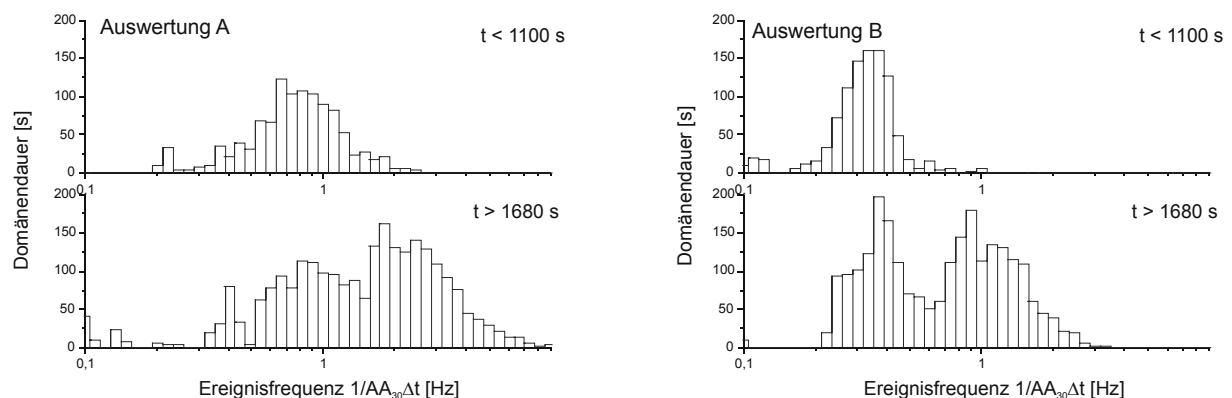 Auswertung A
t < 1100 s
200
150
100
50
0
0,1
1
200
t > 1680 s
150
100
50
0
0,1
1
Domänendauer [s]
Ereignisfrequenz 1/AA₃₀Δt [Hz]
Auswertung B
t < 1100 s
200
150
100
50
0
0,1
1
200
t > 1680 s
150
100
50
0
0,1
1
Domänendauer [s]
Ereignisfrequenz 1/AA₃₀Δt [Hz]